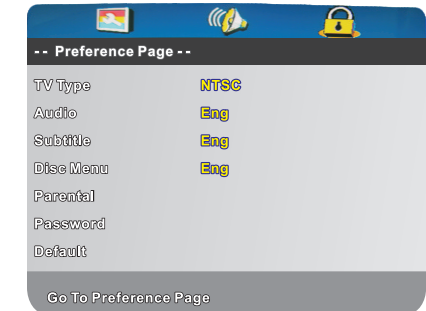 -- Preference Page --
TV Type NTSC
Audio Eng
Subtitle Eng
Disc Menu Eng
Parental
Password
Default
Go To Preference Page